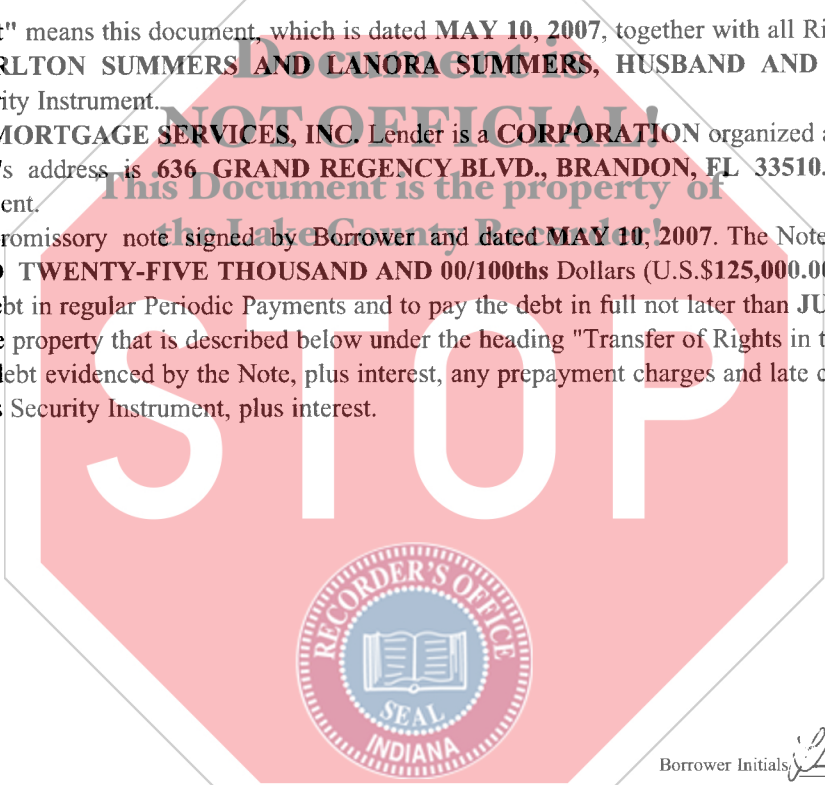 t" means this document, which is dated MAY 10, 2007, together with all Ri
RLTON SUMMERS AND LANORA SUMMERS, HUSBAND AND
ity Instrument.
MORTGAGE SERVICES, INC. Lender is a CORPORATION organized a
's address is 636 GRAND REGENCY BLVD., BRANDON, FL 33510.
ent.
romissory note signed by Borrower and dated MAY 10, 2007. The Note
TWENTY-FIVE THOUSAND AND 00/100ths Dollars (U.S.$125,000.00
ebt in regular Periodic Payments and to pay the debt in full not later than JU
e property that is described below under the heading "Transfer of Rights in t
debt evidenced by the Note, plus interest, any prepayment charges and late c
s Security Instrument, plus interest.
Document is
NOT OFFICIAL!
This Document is the property of
the Lake County Recorder!
STOP
RECORDER'S OFFICE
SEAL
INDIANA
Borrower Initials